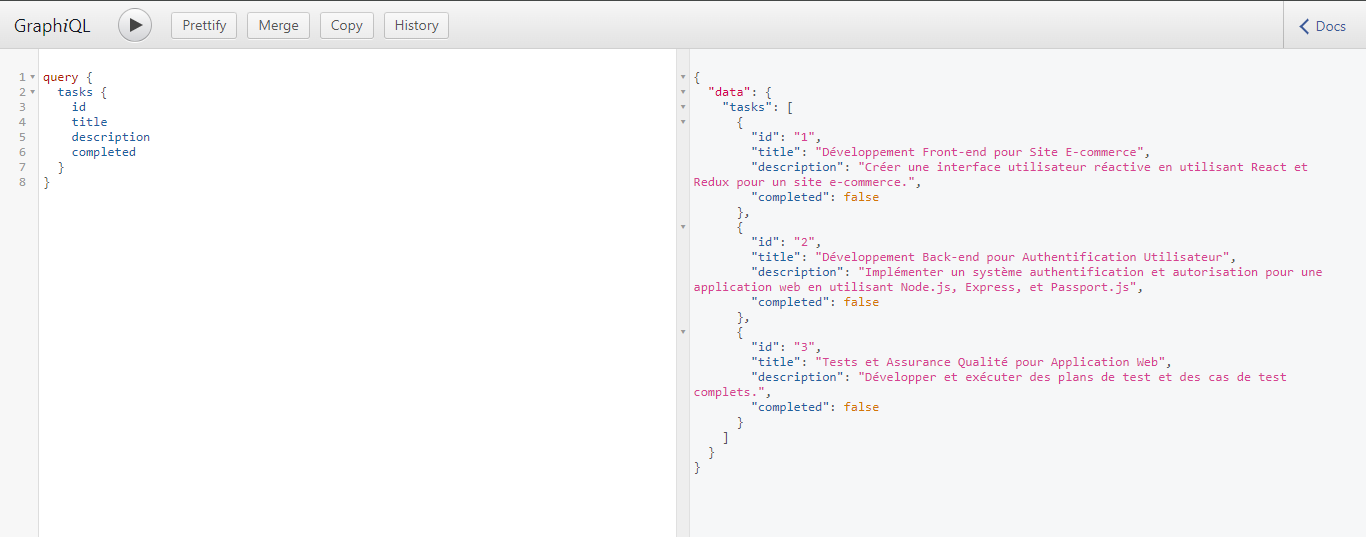 GraphiQL Prettify Merge Copy History Docs
1 query {
2 tasks {
3 id
4 title
5 description
6 completed
7 }
8 }
{
"data": {
"tasks": [
{
"id": "1",
"title": "Développement Front-end pour Site E-commerce",
"description": "Créer une interface utilisateur réactive en utilisant React et
Redux pour un site e-commerce.",
"completed": false
},
{
"id": "2",
"title": "Développement Back-end pour Authentification Utilisateur",
"description": "Implémenter un système authentification et autorisation pour une
application web en utilisant Node.js, Express, et Passport.js",
"completed": false
},
{
"id": "3",
"title": "Tests et Assurance Qualité pour Application Web",
"description": "Développer et exécuter des plans de test et des cas de test
complets.",
"completed": false
}
]
}
}